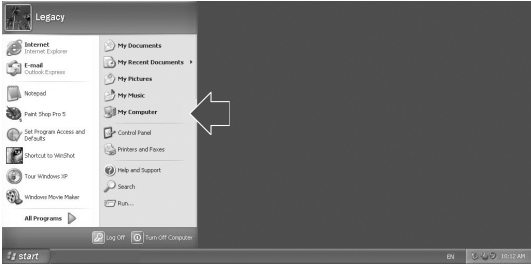 Legacy
Internet
Internet Explorer
E-mail
Outlook Express
Notepad
Paint Shop Pro 5
Set Program Access and
Defaults
Shortcut to WinShot
Tour Windows XP
Windows Movie Maker
All Programs
My Documents
My Recent Documents
My Pictures
My Music
My Computer
Control Panel
Printers and Faxes
Help and Support
Search
Run...
Log Off
Turn Off Computer
start
EN
10:12 AM